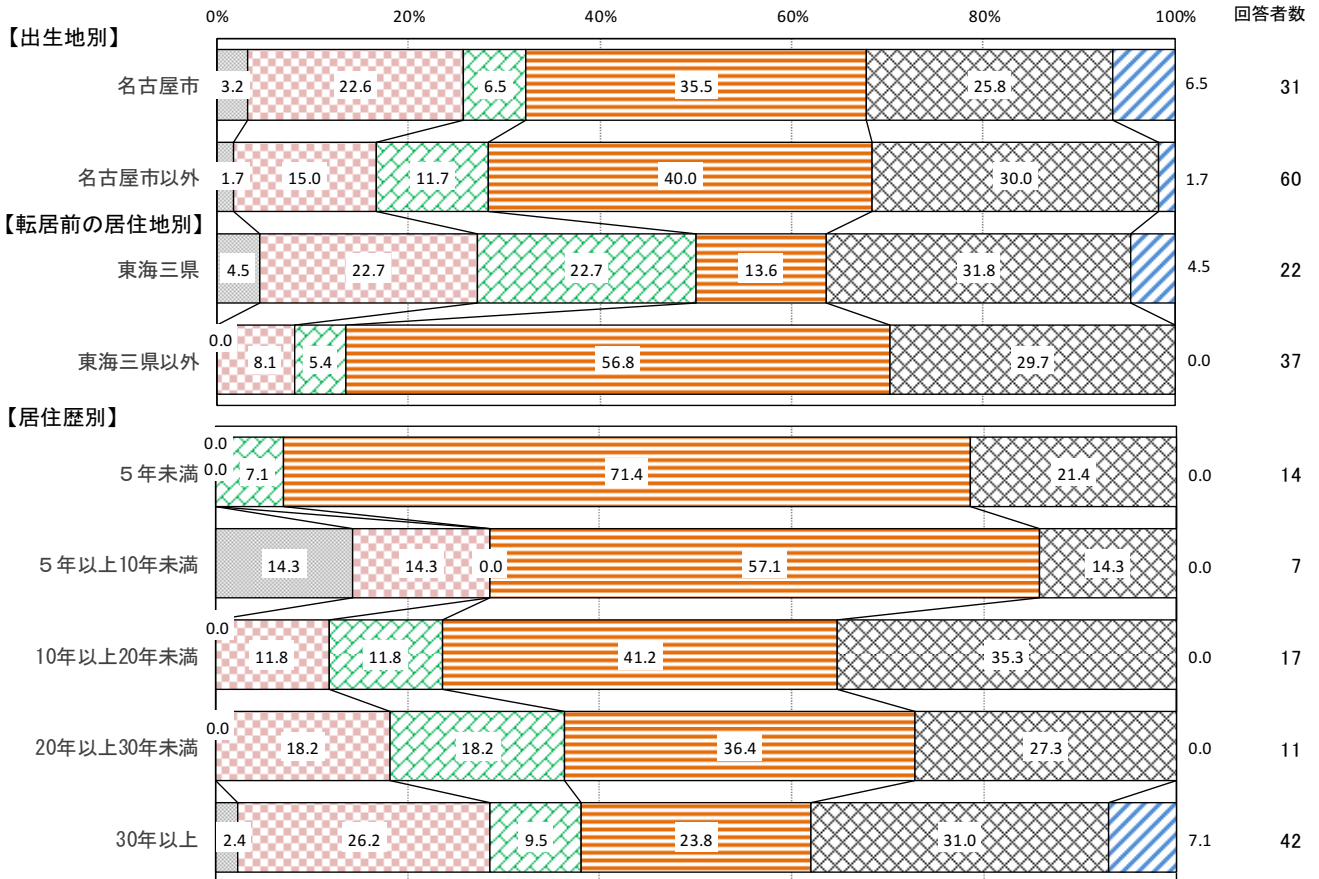 0% 20% 40% 60% 80% 100% 回答者数
【出生地別】
名古屋市 3.2 22.6 6.5 35.5 25.8 6.5 31
名古屋市以外 1.7 15.0 11.7 40.0 30.0 1.7 60
【転居前の居住地別】
東海三県 4.5 22.7 22.7 13.6 31.8 4.5 22
東海三県以外 0.0 8.1 5.4 56.8 29.7 0.0 37
【居住歴別】
５年未満 0.0 0.0 7.1 71.4 21.4 0.0 14
５年以上10年未満 14.3 14.3 0.0 57.1 14.3 0.0 7
10年以上20年未満 0.0 11.8 11.8 41.2 35.3 0.0 17
20年以上30年未満 0.0 18.2 18.2 36.4 27.3 0.0 11
30年以上 2.4 26.2 9.5 23.8 31.0 7.1 42